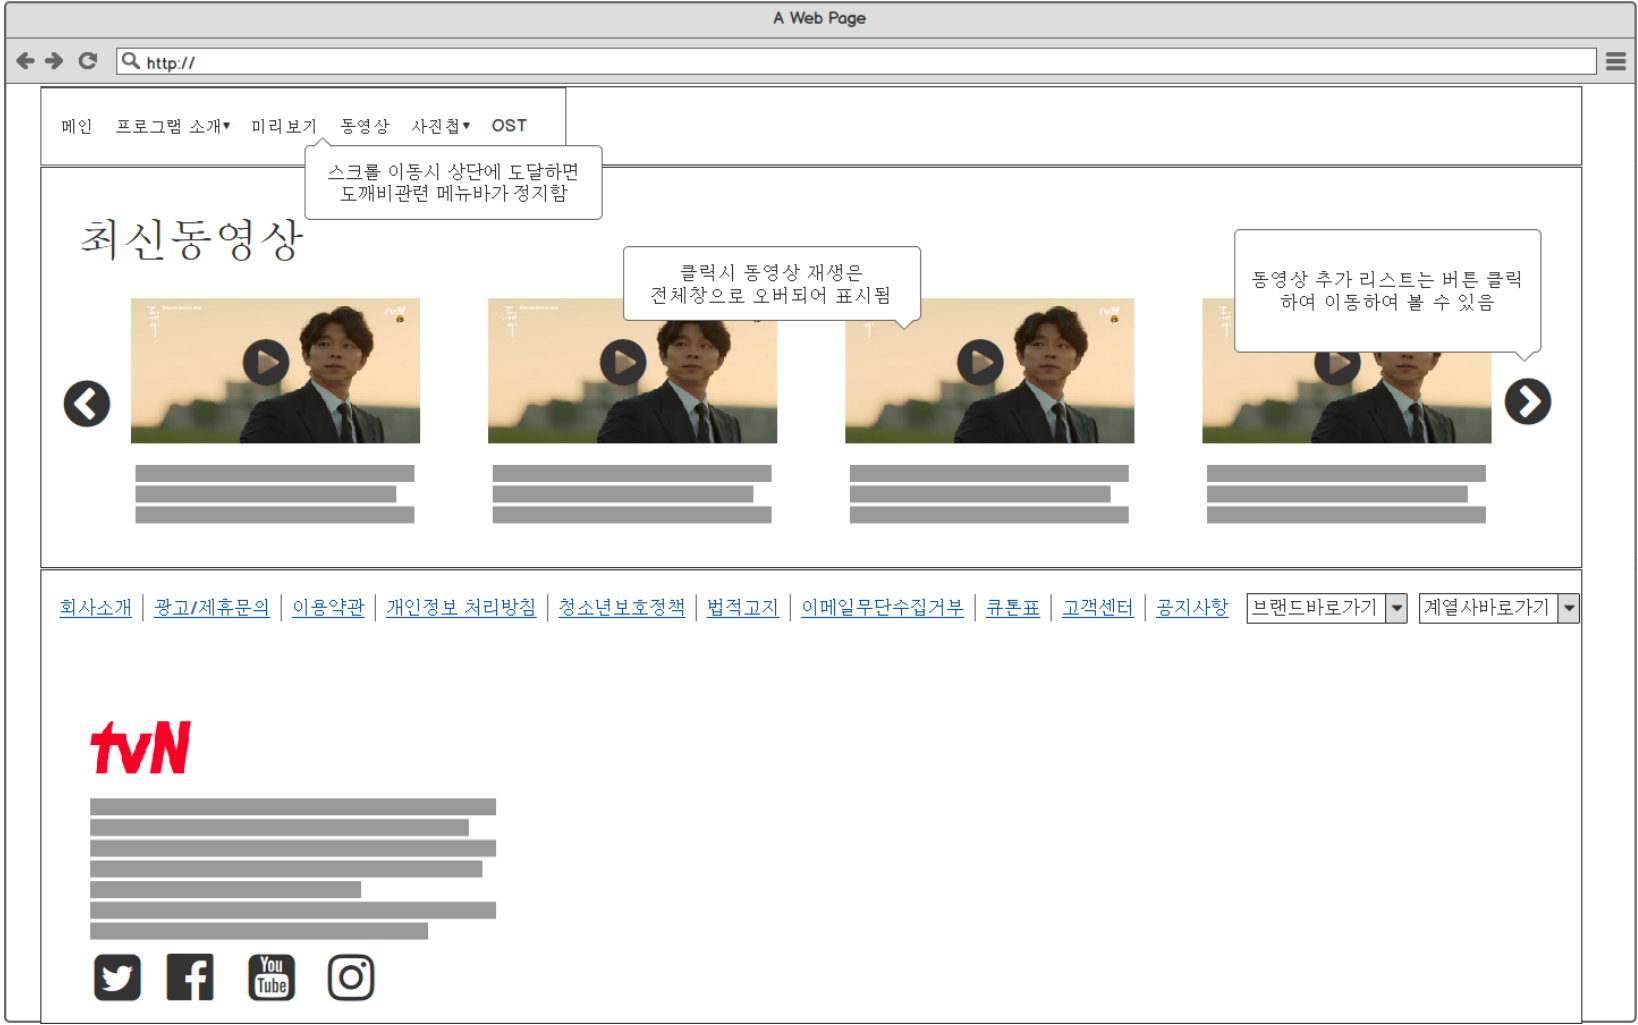 A Web Page
http://
메인 프로그램 소개▾ 미리보기 동영상 사진첩▾ OST
스크롤 이동시 상단에 도달하면
도깨비관련 메뉴바가 정지함
최신동영상
클릭시 동영상 재생은
전체창으로 오버되어 표시됨
동영상 추가 리스트는 버튼 클릭
하여 이동하여 볼 수 있음
tvN
tvN
회사소개 광고/제휴문의 이용약관 개인정보 처리방침 청소년보호정책 법적고지 이메일무단수집거부 큐톤표 고객센터 공지사항 브랜드바로가기 계열사바로가기
tvN
You
Tube